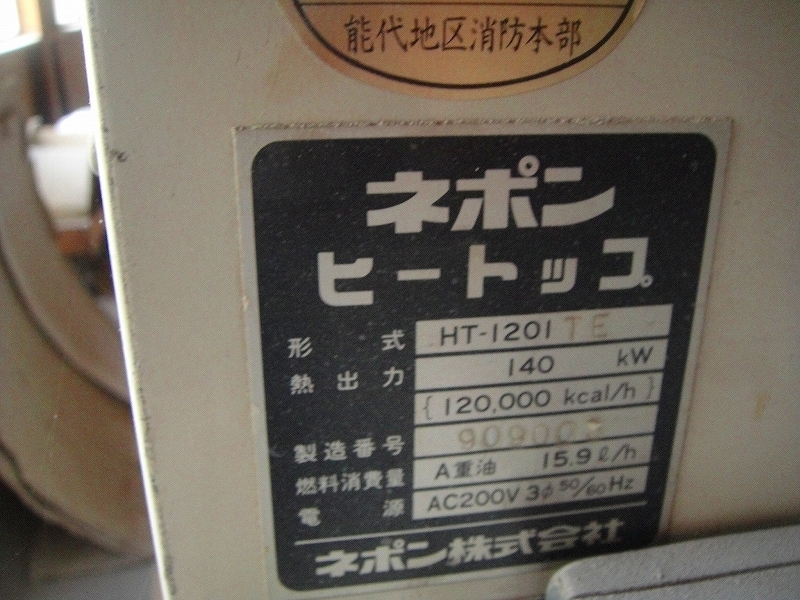 能代地区消防本部
ネポン
ヒートップ
形式 HT-1201 TE
熱出力 140 kW
{120,000 kcal/h}
製造番号
燃料消費量 A重油 15.9ℓ/h
電源 AC200V 3φ 50/60Hz
ネポン株式会社